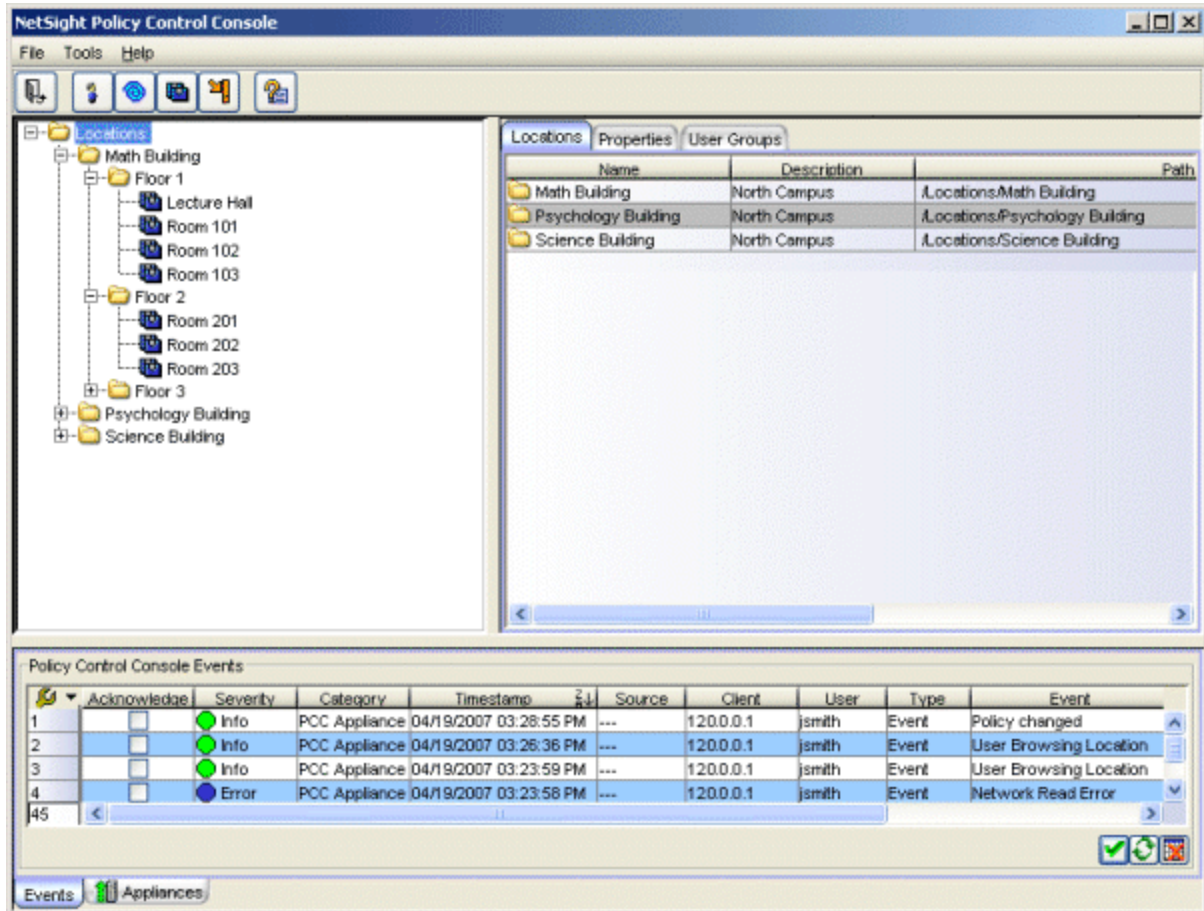 NetSight Policy Control Console
File Tools Help
Locations
Math Building
Floor 1
Lecture Hall
Room 101
Room 102
Room 103
Floor 2
Room 201
Room 202
Room 203
Floor 3
Psychology Building
Science Building
Locations Properties User Groups
Name Description Path
Math Building North Campus /Locations/Math Building
Psychology Building North Campus /Locations/Psychology Building
Science Building North Campus /Locations/Science Building
Policy Control Console Events
Acknowledge Severity Category Timestamp Source Client User Type Event
1 Info PCC Appliance 04/19/2007 03:28:55 PM --- 120.0.0.1 jsmith Event Policy changed
2 Info PCC Appliance 04/19/2007 03:26:36 PM --- 120.0.0.1 jsmith Event User Browsing Location
3 Info PCC Appliance 04/19/2007 03:23:59 PM --- 120.0.0.1 jsmith Event User Browsing Location
4 Error PCC Appliance 04/19/2007 03:23:58 PM --- 120.0.0.1 jsmith Event Network Read Error
45
Events Appliances